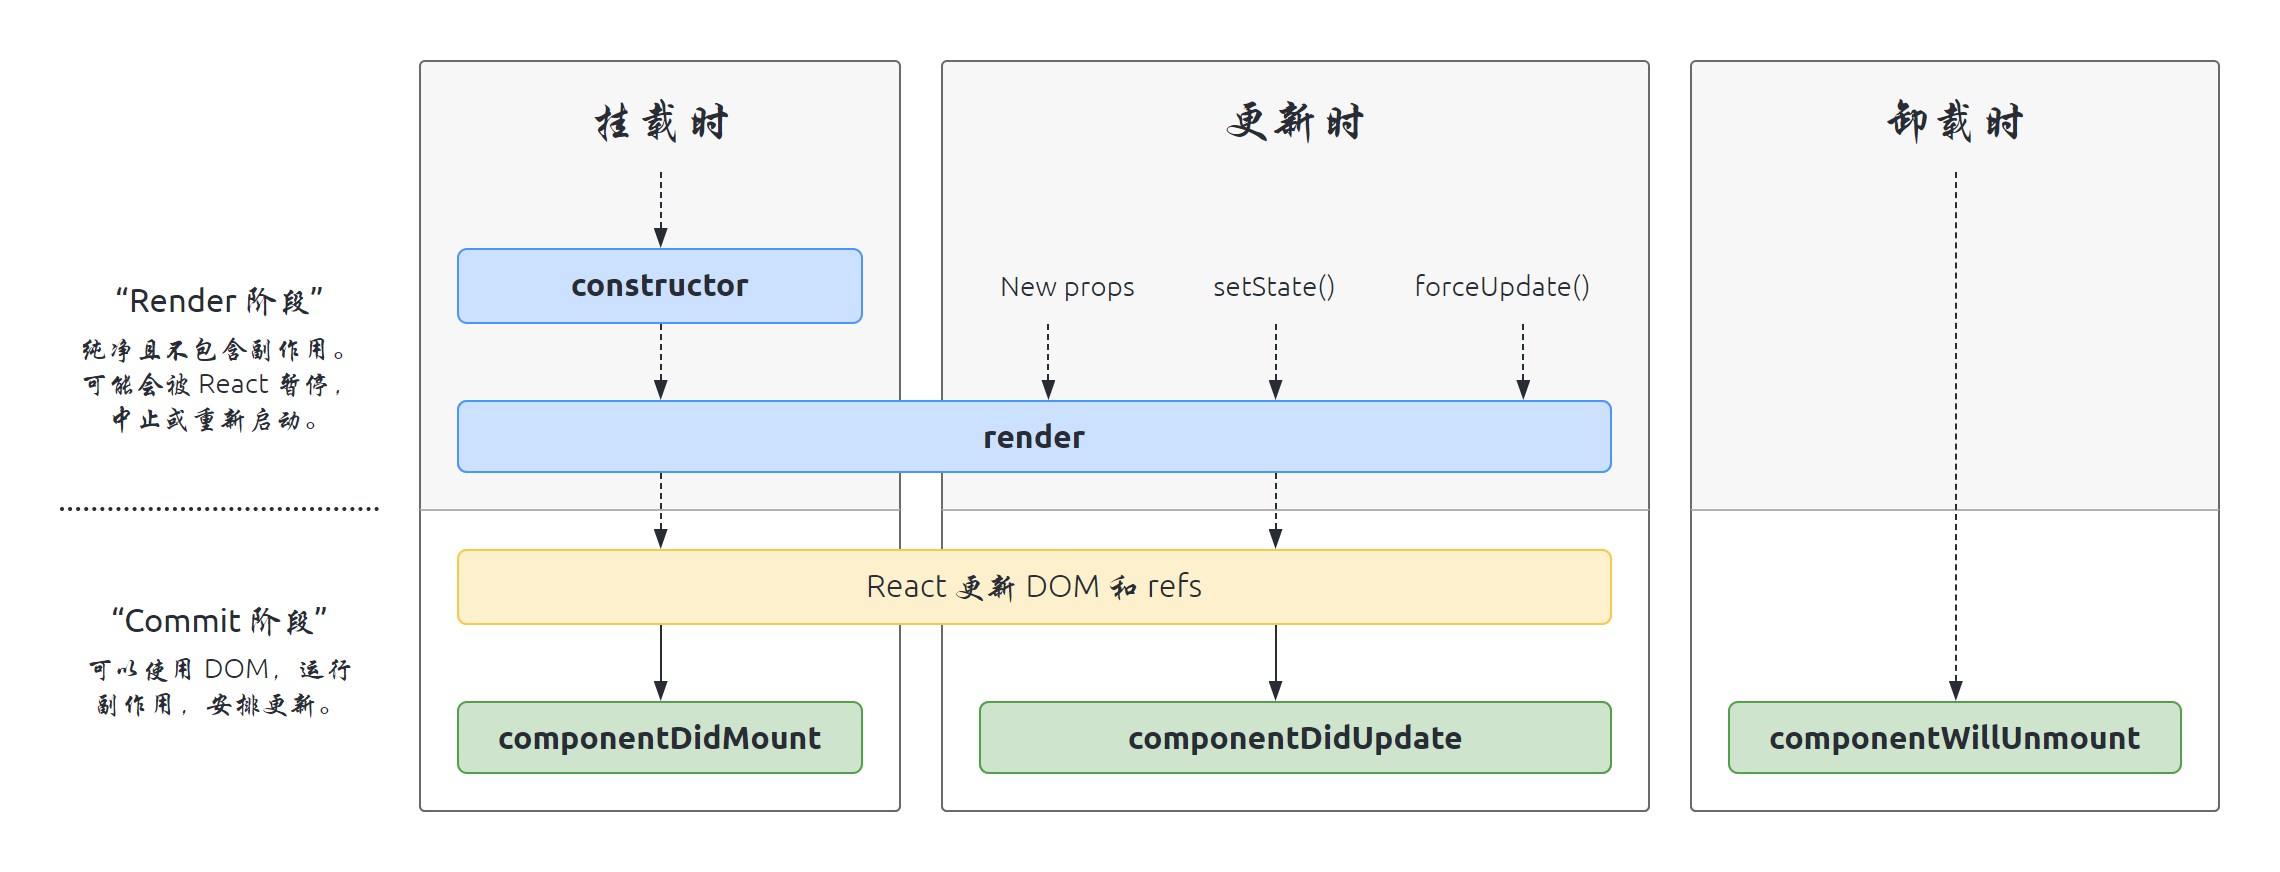 挂载时
更新时
卸载时
“Render 阶段”
纯净且不包含副作用。
可能会被 React 暂停，
中止或重新启动。
constructor
New props
setState()
forceUpdate()
render
“Commit 阶段”
可以使用 DOM，运行
副作用，安排更新。
React 更新 DOM 和 refs
componentDidMount
componentDidUpdate
componentWillUnmount